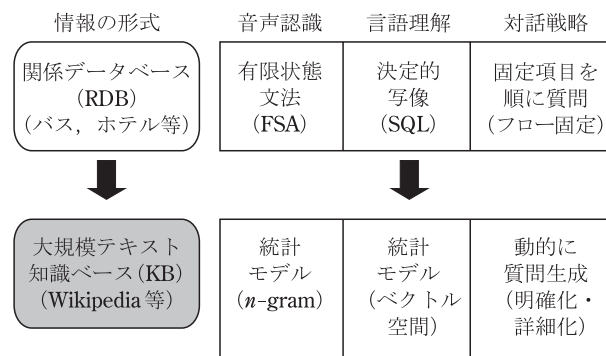 情報の形式 音声認識 言語理解 対話戦略
関係データベース
(RDB)
(バス，ホテル等)
有限状態
文法
(FSA)
決定的
写像
(SQL)
固定項目を
順に質問
(フロー固定)
大規模テキスト
知識ベース(KB)
(Wikipedia等)
統計
モデル
(n-gram)
統計
モデル
(ベクトル
空間)
動的に
質問生成
(明確化・
詳細化)